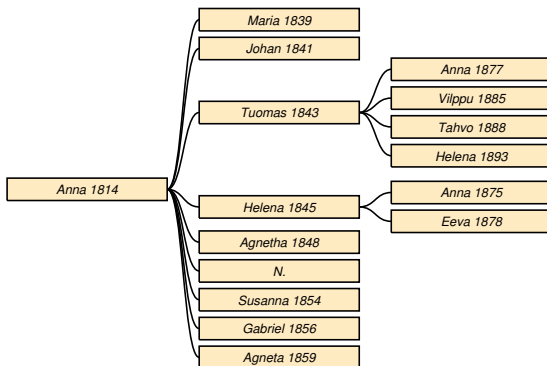 Maria 1839
Johan 1841
Anna 1877
Vilppu 1885
Tuomas 1843
Tahvo 1888
Helena 1893
Anna 1814
Anna 1875
Helena 1845
Eeva 1878
Agnetha 1848
N.
Susanna 1854
Gabriel 1856
Agneta 1859